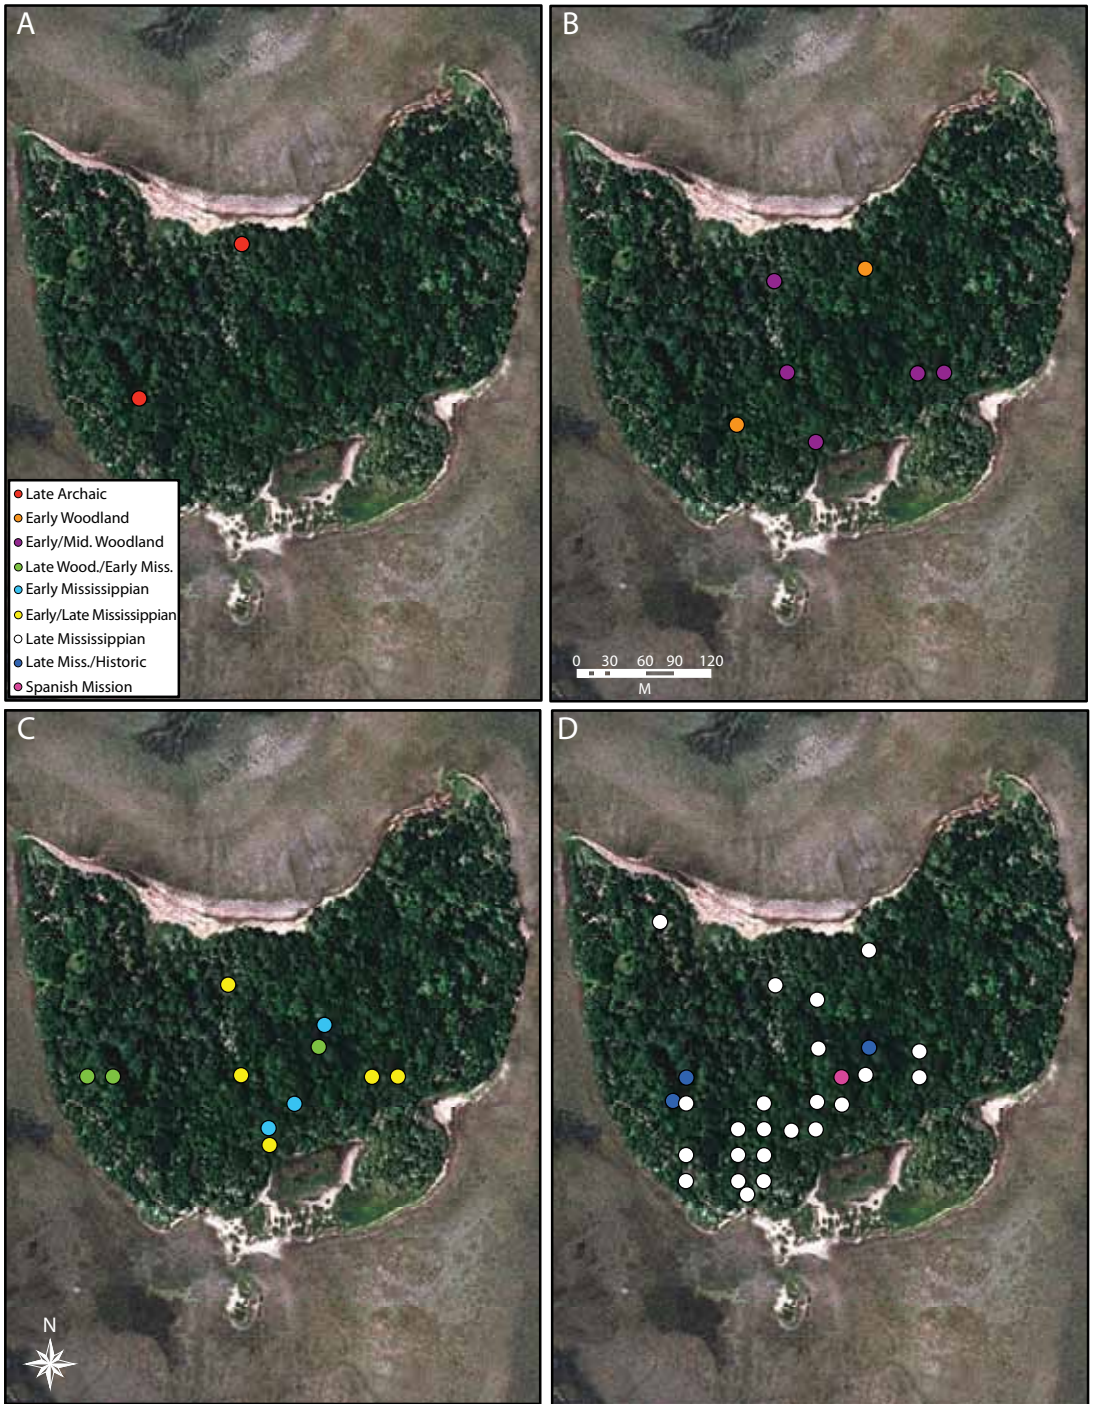 A
B
Late Archaic
Early Woodland
Early/Mid. Woodland
Late Wood./Early Miss.
Early Mississippian
Early/Late Mississippian
Late Mississippian
Late Miss./Historic
Spanish Mission
0 30 60 90 120
M
C
D
N